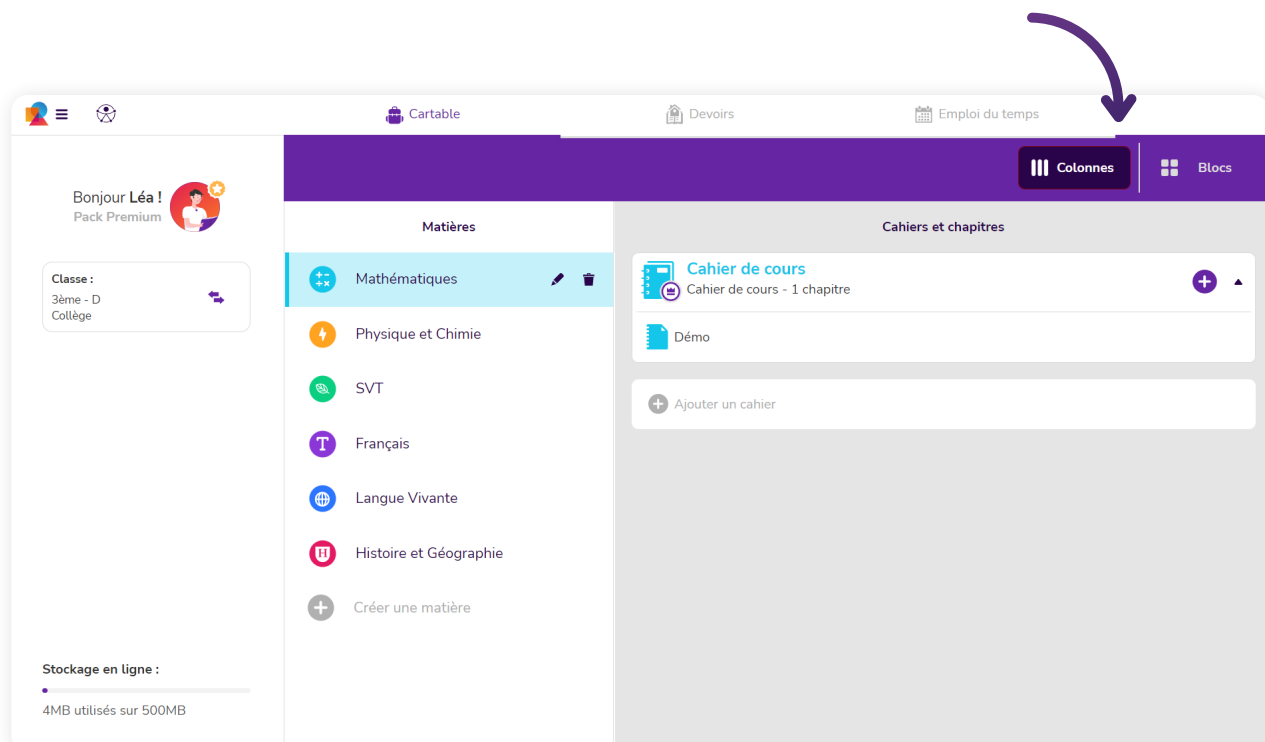 Cartable
Devoirs
Emploi du temps
Colonnes
Blocs
Bonjour Léa !
Pack Premium
Classe :
3ème - D
Collège
Stockage en ligne :
4MB utilisés sur 500MB
Matières
Mathématiques
Physique et Chimie
SVT
T
Français
Langue Vivante
H
Histoire et Géographie
Créer une matière
Cahiers et chapitres
Cahier de cours
Cahier de cours - 1 chapitre
Démo
Ajouter un cahier